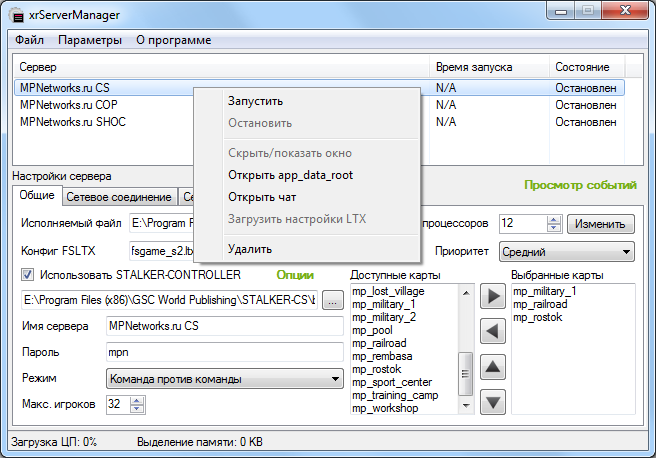 xrServerManager
Файл Параметры О программе
Сервер Время запуска Состояние
MPNetworks.ru CS N/A Остановлен
MPNetworks.ru COP N/A Остановлен
MPNetworks.ru SHOC N/A Остановлен
Запустить
Остановить
Скрыть/показать окно
Открыть app_data_root
Открыть чат
Загрузить настройки LTX
Удалить
Настройки сервера
Просмотр событий
Общие Сетевое соединение
Исполняемый файл E:\Program F процессоров 12 Изменить
Конфиг FSLTX fsgame_s2.lt Приоритет Средний
Использовать STALKER-CONTROLLER Опции
E:\Program Files (x86)\GSC World Publishing\STALKER-CS\ ...
Имя сервера MPNetworks.ru CS
Пароль mpn
Режим Команда против команды
Макс. игроков 32
Доступные карты
mp_lost_village
mp_military_1
mp_military_2
mp_pool
mp_railroad
mp_rembasa
mp_rostok
mp_sport_center
mp_training_camp
mp_workshop
Выбранные карты
mp_military_1
mp_railroad
mp_rostok
Загрузка ЦП: 0% Выделение памяти: 0 KB